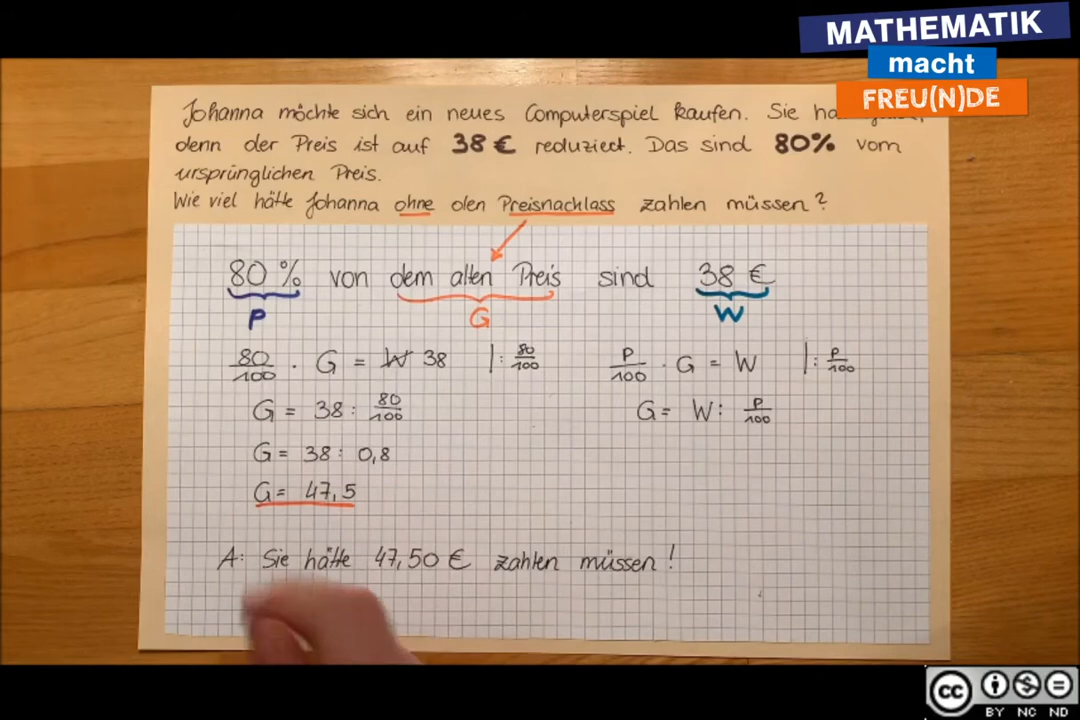 MATHEMATIK
macht
FREU(N)DE
Johanna möchte sich ein neues Computerspiel kaufen. Sie
denn der Preis ist auf 38 € reduziert. Das sind 80% vom
ursprünglichen Preis.
Wie viel hätte Johanna ohne den Preisnachlass zahlen müssen?
80 % von dem alten Preis sind 38 €
P G W
80/100 · G = W 38 |: 80/100 P/100 · G = W |: P/100
G = 38 : 80/100 G = W : P/100
G = 38 : 0,8
G = 47,5
A: Sie hätte 47,50 € zahlen müssen!
cc
BY NC ND